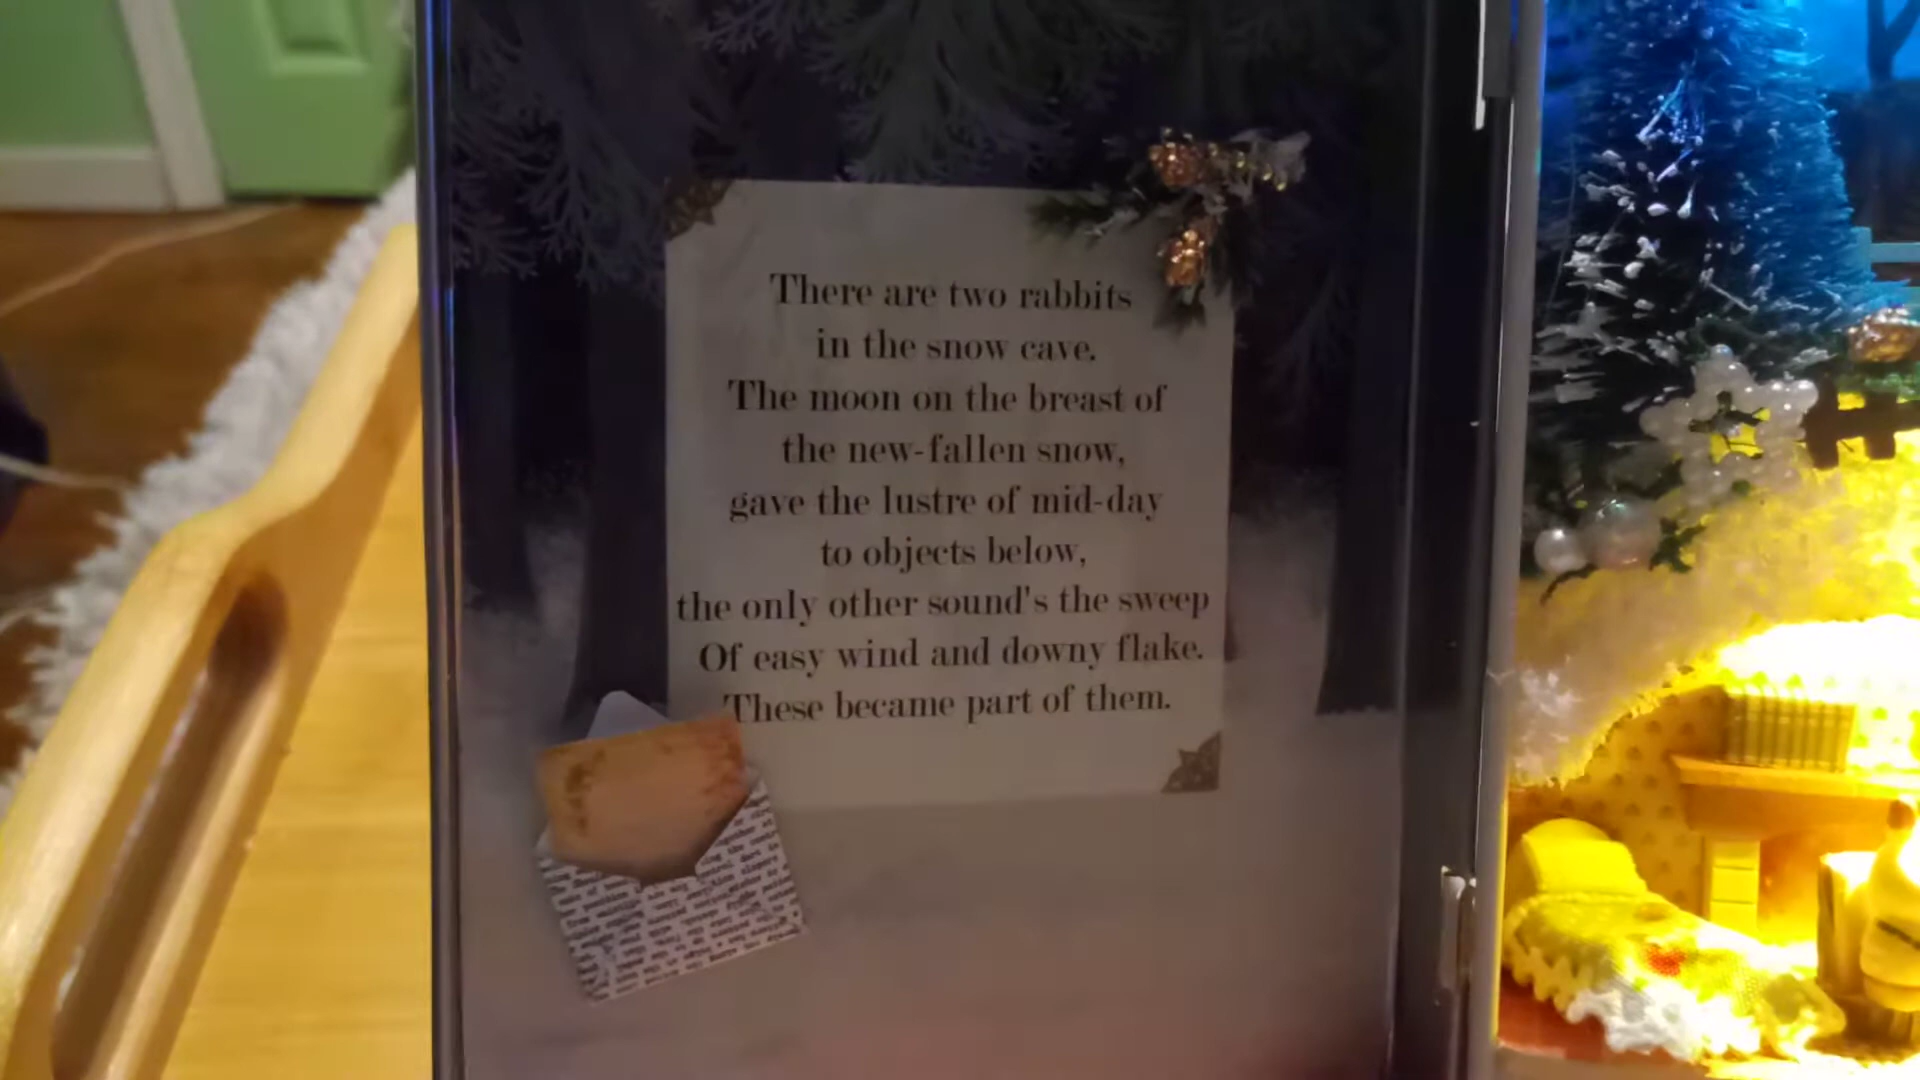 There are two rabbits
in the snow cave.
The moon on the breast of
the new-fallen snow,
gave the lustre of mid-day
to objects below,
the only other sound's the sweep
Of easy wind and downy flake.
These became part of them.